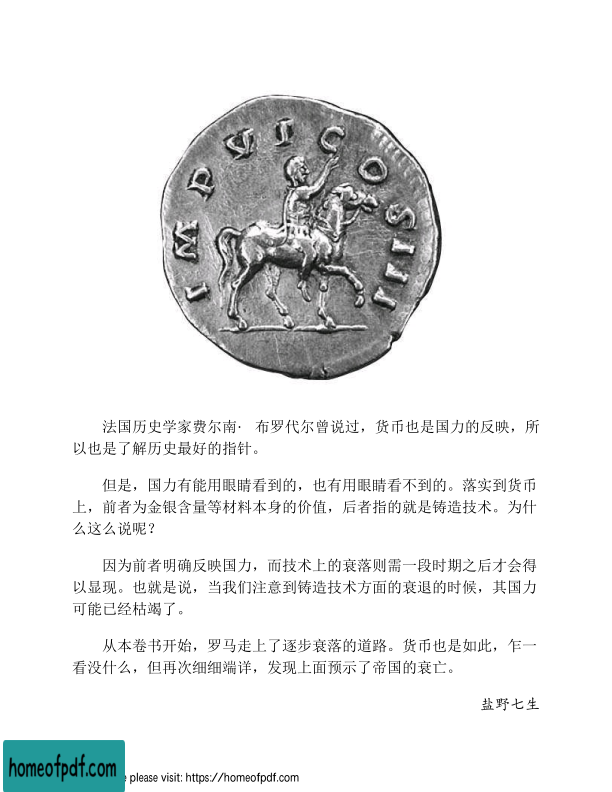 IMP VI COS III
法国历史学家费尔南· 布罗代尔曾说过，货币也是国力的反映，所
以也是了解历史最好的指针。
但是，国力有能用眼睛看到的，也有用眼睛看不到的。落实到货币
上，前者为金银含量等材料本身的价值，后者指的就是铸造技术。为什
么这么说呢？
因为前者明确反映国力，而技术上的衰落则需一段时期之后才会得
以显现。也就是说，当我们注意到铸造技术方面的衰退的时候，其国力
可能已经枯竭了。
从本卷书开始，罗马走上了逐步衰落的道路。货币也是如此，乍一
看没什么，但再次细细端详，发现上面预示了帝国的衰亡。
盐野七生
homeofpdf.com
please visit: https://homeofpdf.com